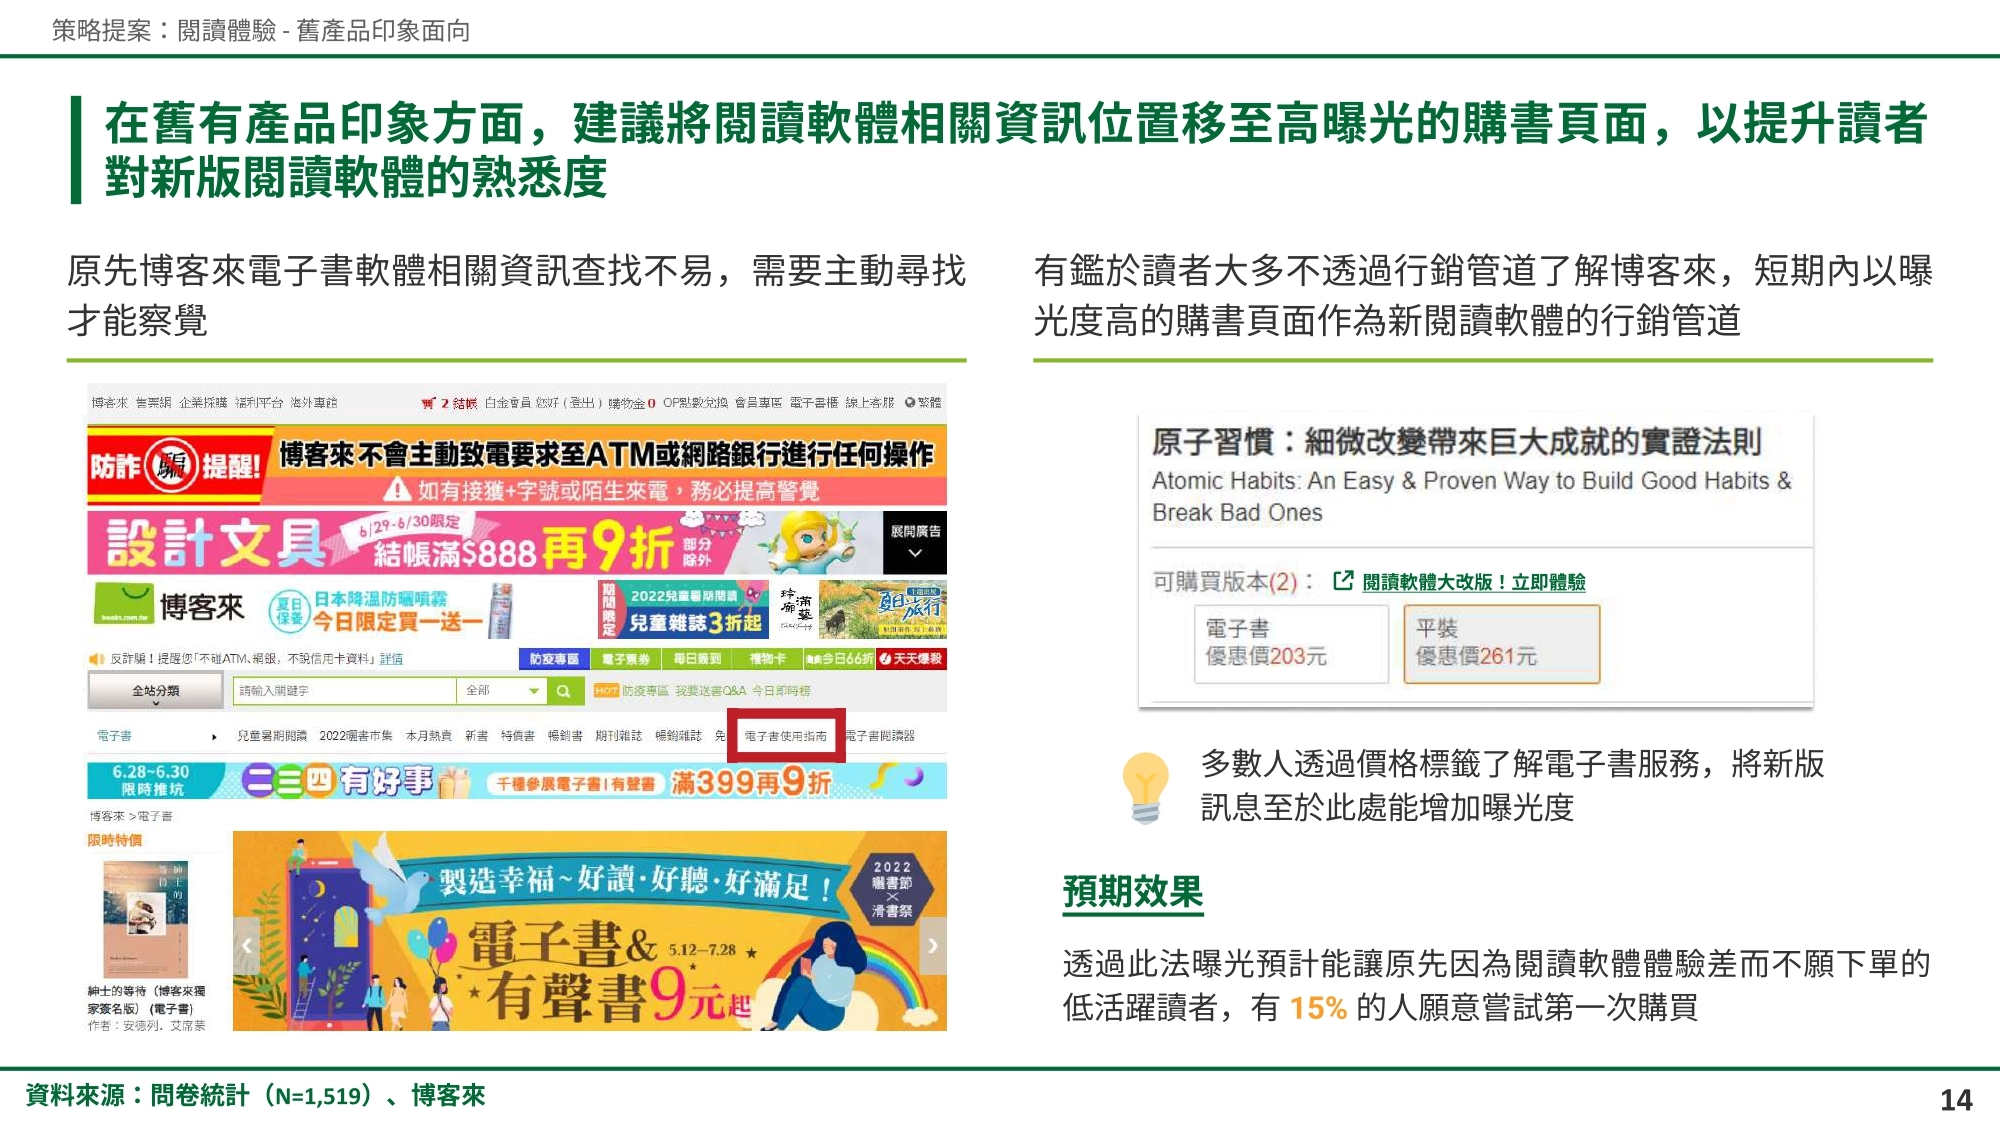 策略提案：閱讀體驗 - 舊產品印象面向
在舊有產品印象方面，建議將閱讀軟體相關資訊位置移至高曝光的購書頁面，以提升讀者
對新版閱讀軟體的熟悉度
原先博客來電子書軟體相關資訊查找不易，需要主動尋找
才能察覺
博客來 售票網 企業採購 福利平台 海外專館
2 結帳 白金會員 您好 ( 登出 ) 購物金 0 OP點數兌換 會員專區 電子書櫃 線上客服 繁體
防詐 騙 提醒!
博客來不會主動致電要求至ATM或網路銀行進行任何操作
如有接獲+字號或陌生來電，務必提高警覺
設計文具
6/29-6/30限定
結帳滿$888再9折
部分
除外
展開廣告
books.com.tw
博客來
夏日
保養
日本降溫防曬噴霧
今日限定買一送一
期間限定
2022兒童暑期閱讀
兒童雜誌3折起
夏日旅行
反詐騙！提醒您「不碰ATM、網銀，不說信用卡資料」詳情
防疫專區 電子票券 每日簽到 禮物卡 今日66折 天天爆殺
全站分類
請輸入關鍵字
全部
HOT 防疫專區 我要送書Q&A 今日即時榜
電子書
兒童暑期閱讀 2022曬書市集 本月熱賣 新書 特價書 暢銷書 期刊雜誌 暢銷雜誌 免 電子書使用指南 電子書閱讀器
6.28~6.30
限時推坑
二三四有好事
千種參展電子書|有聲書
滿399再9折
博客來 >電子書
限時特價
紳士的等待（博客來獨
家簽名版）(電子書)
作者：安德列．艾席蒙
製造幸福~好讀·好聽·好滿足！
2022
曬書節
×
滑書祭
電子書&
5.12–7.28
有聲書9元起
有鑑於讀者大多不透過行銷管道了解博客來，短期內以曝
光度高的購書頁面作為新閱讀軟體的行銷管道
原子習慣：細微改變帶來巨大成就的實證法則
Atomic Habits: An Easy & Proven Way to Build Good Habits &
Break Bad Ones
可購買版本(2)： 閱讀軟體大改版！立即體驗
電子書
優惠價203元
平裝
優惠價261元
多數人透過價格標籤了解電子書服務，將新版
訊息至於此處能增加曝光度
預期效果
透過此法曝光預計能讓原先因為閱讀軟體體驗差而不願下單的
低活躍讀者，有 15% 的人願意嘗試第一次購買
資料來源：問卷統計（N=1,519）、博客來
14